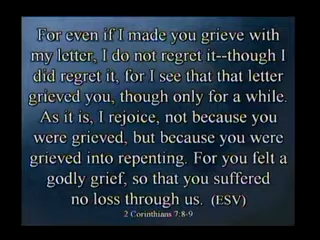 For even if I made you grieve with
my letter, I do not regret it--though I
did regret it, for I see that that letter
grieved you, though only for a while.
As it is, I rejoice, not because you
were grieved, but because you were
grieved into repenting. For you felt a
godly grief, so that you suffered
no loss through us. (ESV)
2 Corinthians 7:8-9